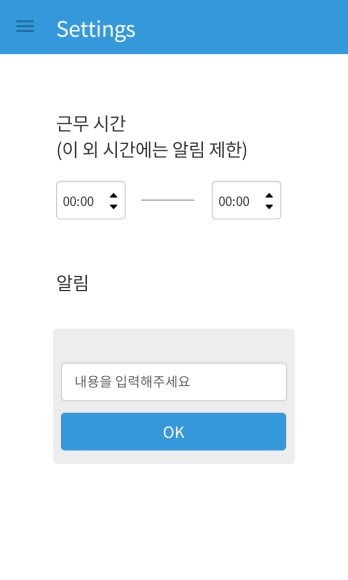 Settings
근무 시간
(이 외 시간에는 알림 제한)
00:00 00:00
알림
내용을 입력해주세요
OK